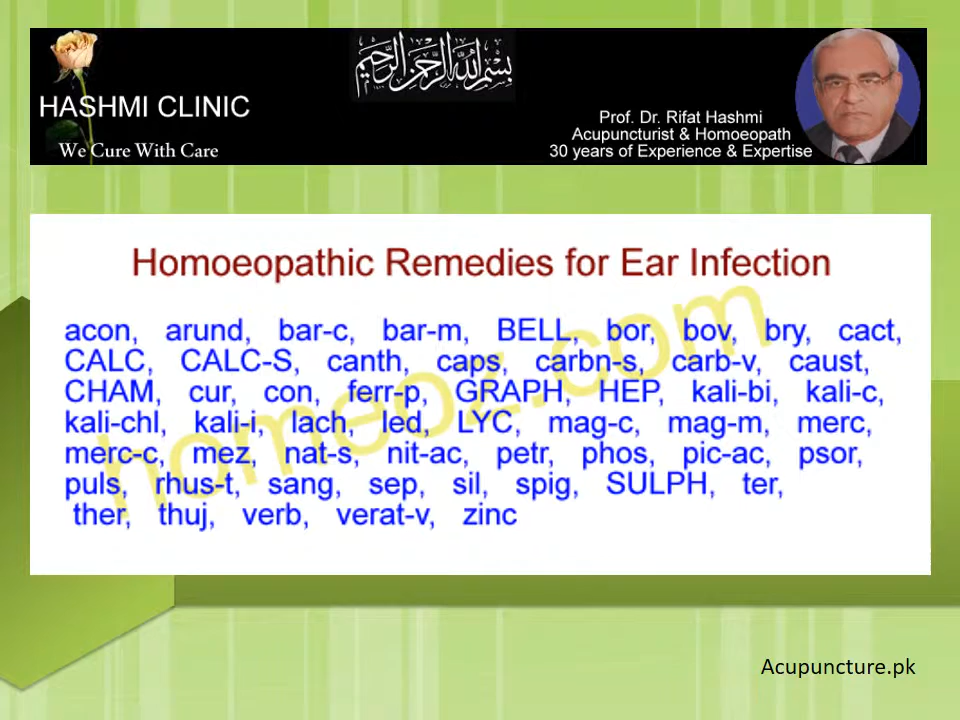 بسم الله الرحمن الرحيم
HASHMI CLINIC
We Cure With Care
Prof. Dr. Rifat Hashmi
Acupuncturist & Homoeopath
30 years of Experience & Expertise
Homoeopathic Remedies for Ear Infection
acon, arund, bar-c, bar-m, BELL, bor, bov, bry, cact,
CALC, CALC-S, canth, caps, carbn-s, carb-v, caust,
CHAM, cur, con, ferr-p, GRAPH, HEP, kali-bi, kali-c,
kali-chl, kali-i, lach, led, LYC, mag-c, mag-m, merc,
merc-c, mez, nat-s, nit-ac, petr, phos, pic-ac, psor,
puls, rhus-t, sang, sep, sil, spig, SULPH, ter,
ther, thuj, verb, verat-v, zinc
Acupuncture.pk